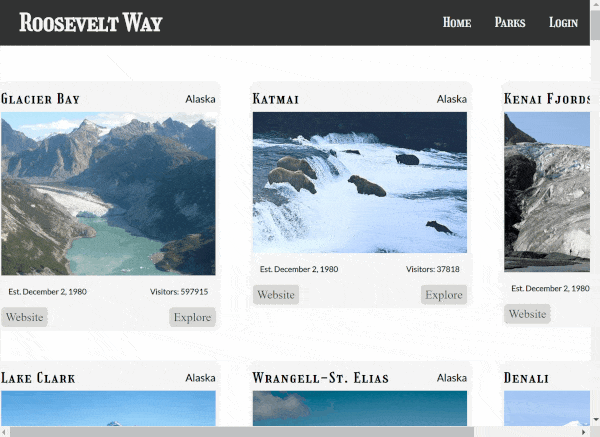 Roosevelt Way
Home Parks Login
Glacier Bay Alaska
Katmai Alaska
Kenai Fjords
Est. December 2, 1980 Visitors: 597915
Est. December 2, 1980 Visitors: 37818
Est. December 2, 1980
Website Explore
Website Explore
Website
Lake Clark Alaska
Wrangell-St. Elias Alaska
Denali